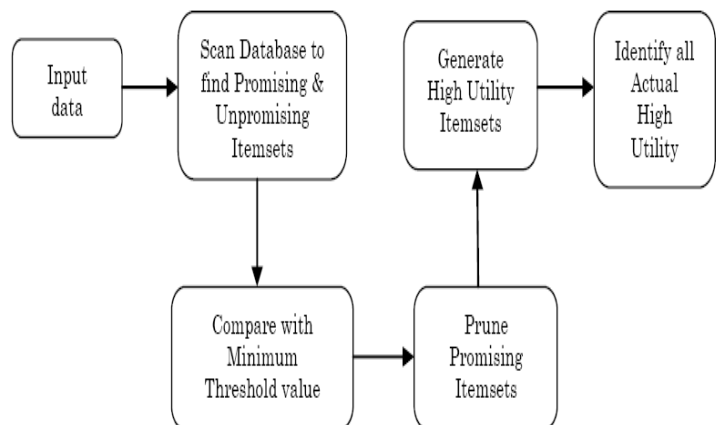 Input
data
Scan Database to
find Promising &
Unpromising
Itemsets
Compare with
Minimum
Threshold value
Prune
Promising
Itemsets
Generate
High Utility
Itemsets
Identify all
Actual
High
Utility